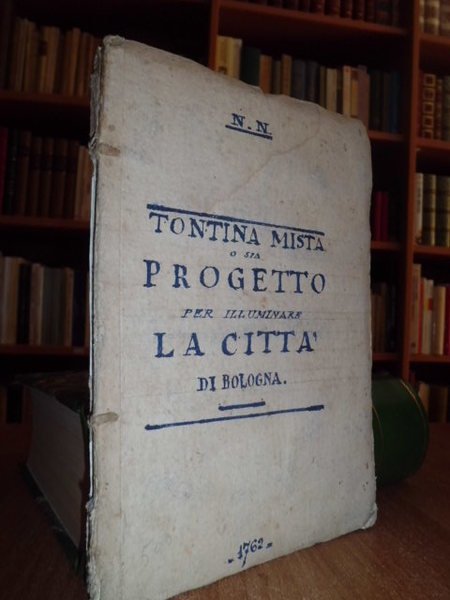 N. N.
TONTINA MISTA
O SIA
PROGETTO
PER ILLUMINARE
LA CITTA'
DI BOLOGNA.
- 1762 -